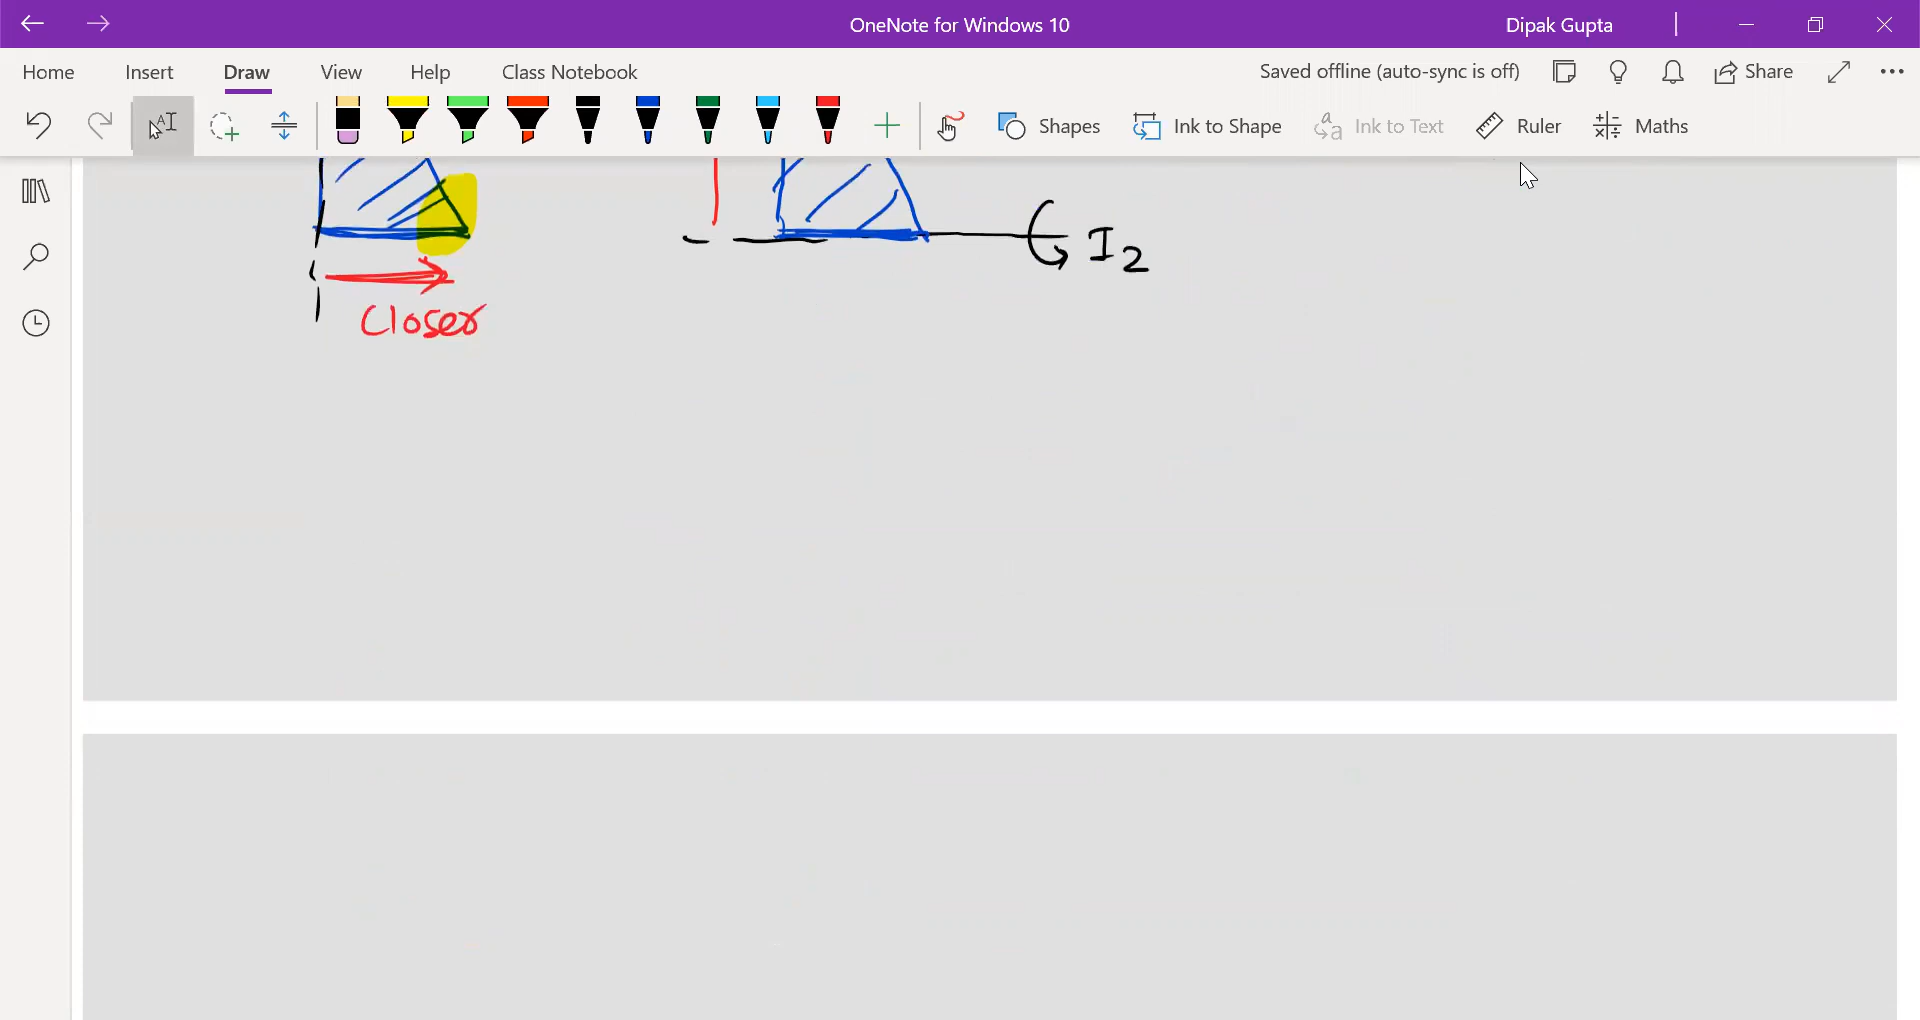 OneNote for Windows 10
Dipak Gupta
Home Insert Draw View Help Class Notebook
Saved offline (auto-sync is off) Share
Shapes Ink to Shape Ink to Text Ruler Maths
I2
Closer